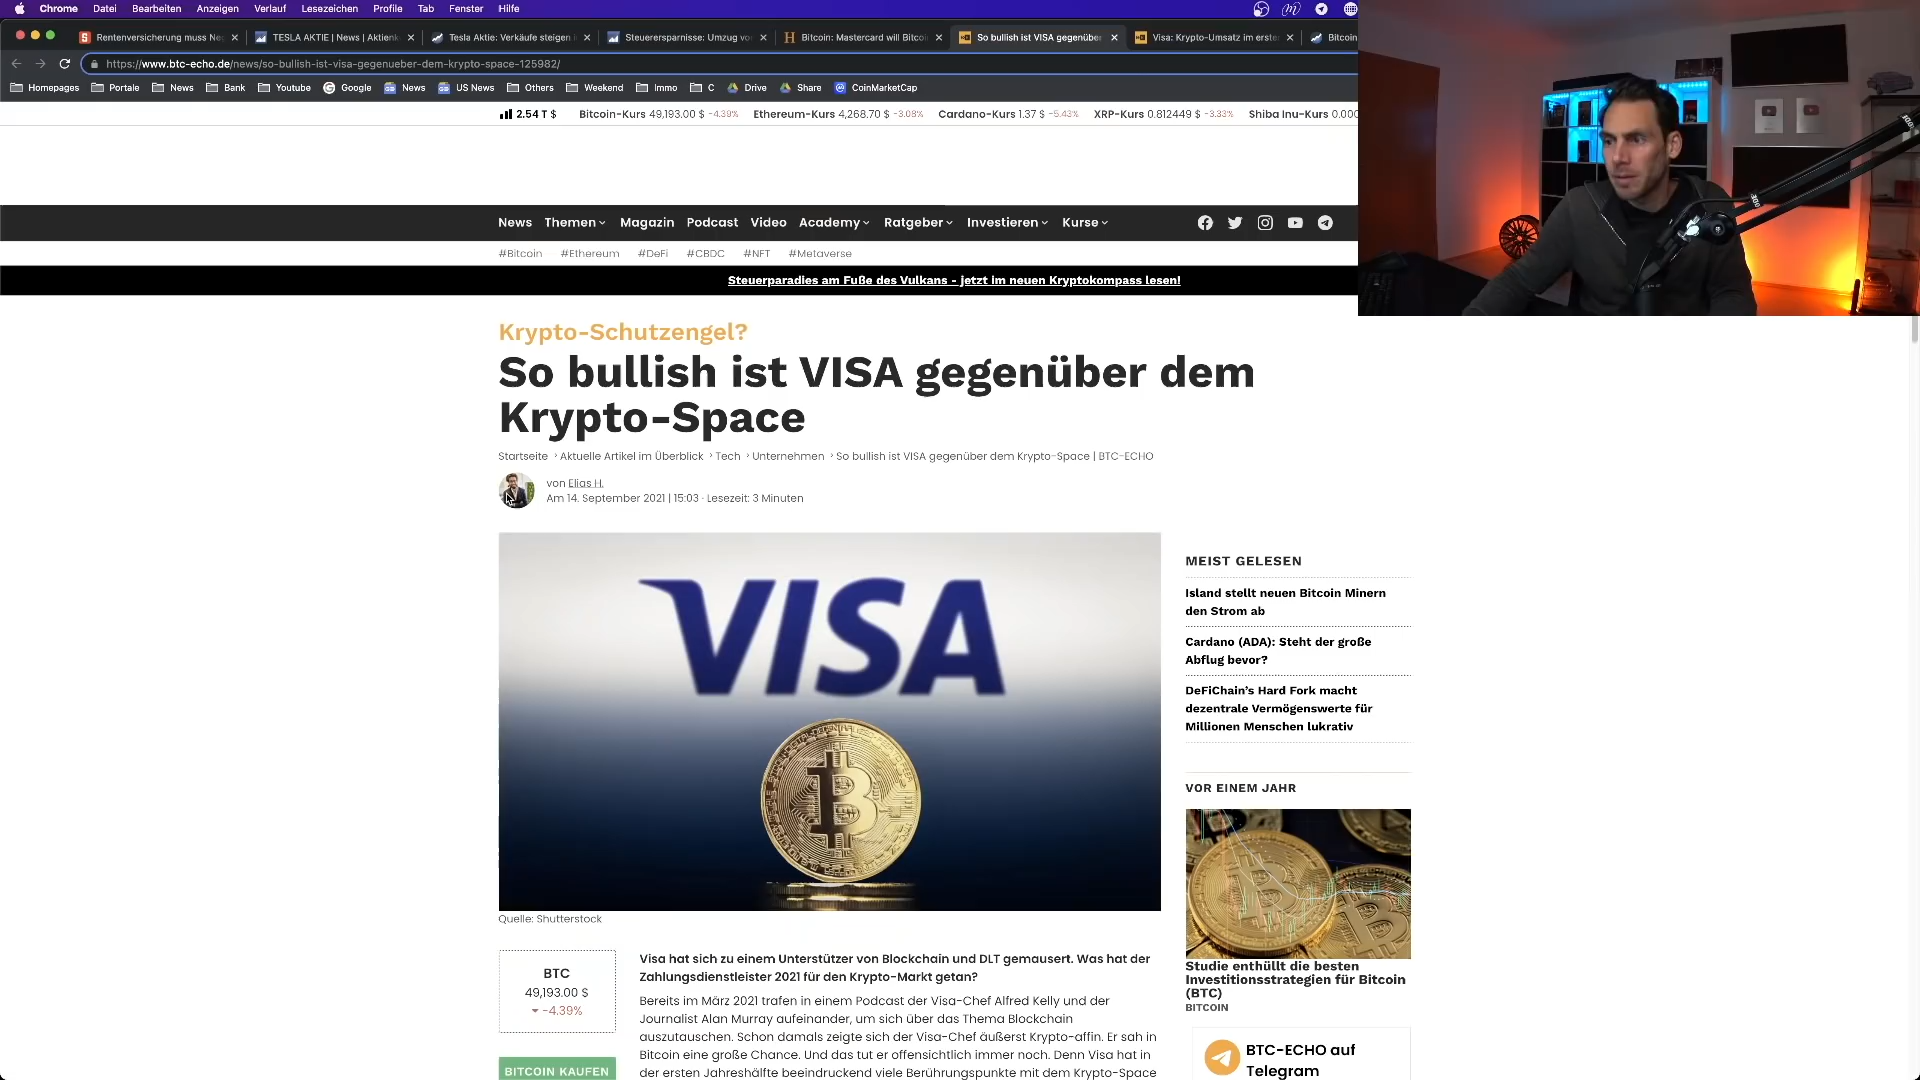 Chrome Datei Bearbeiten Anzeigen Verlauf Lesezeichen Profile Tab Fenster Hilfe
Rentenversicherung muss Ne
TESLA AKTIE | News | Aktienk
Tesla Aktie: Verkäufe steigen i
Steuerersparnisse: Umzug vo
Bitcoin: Mastercard will Bitco
So bullish ist VISA gegenüber
Visa: Krypto-Umsatz im erste
Bitcoin
https://www.btc-echo.de/news/so-bullish-ist-visa-gegenueber-dem-krypto-space-125982/
Homepages Portale News Bank Youtube Google News US News Others Weekend Immo C Drive Share CoinMarketCap
2.54 T $ Bitcoin-Kurs 49,193.00 $ -4.39% Ethereum-Kurs 4,268.70 $ -3.08% Cardano-Kurs 1.37 $ -5.43% XRP-Kurs 0.812449 $ -3.33% Shiba Inu-Kurs 0.000
News Themen Magazin Podcast Video Academy Ratgeber Investieren Kurse
#Bitcoin #Ethereum #DeFi #CBDC #NFT #Metaverse
Steuerparadies am Fuße des Vulkans - jetzt im neuen Kryptokompass lesen!
Krypto-Schutzengel?
So bullish ist VISA gegenüber dem
Krypto-Space
Startseite › Aktuelle Artikel im Überblick › Tech › Unternehmen › So bullish ist VISA gegenüber dem Krypto-Space | BTC-ECHO
von Elias H.
Am 14. September 2021 | 15:03 · Lesezeit: 3 Minuten
VISA
Quelle: Shutterstock
BTC
49,193.00 $
-4.39%
BITCOIN KAUFEN
Visa hat sich zu einem Unterstützer von Blockchain und DLT gemausert. Was hat der
Zahlungsdienstleister 2021 für den Krypto-Markt getan?
Bereits im März 2021 trafen in einem Podcast der Visa-Chef Alfred Kelly und der
Journalist Alan Murray aufeinander, um sich über das Thema Blockchain
auszutauschen. Schon damals zeigte sich der Visa-Chef äußerst Krypto-affin. Er sah in
Bitcoin eine große Chance. Und das tut er offensichtlich immer noch. Denn Visa hat in
der ersten Jahreshälfte beeindruckend viele Berührungspunkte mit dem Krypto-Space
MEIST GELESEN
Island stellt neuen Bitcoin Minern
den Strom ab
Cardano (ADA): Steht der große
Abflug bevor?
DeFiChain's Hard Fork macht
dezentrale Vermögenswerte für
Millionen Menschen lukrativ
VOR EINEM JAHR
Studie enthüllt die besten
Investitionsstrategien für Bitcoin
(BTC)
BITCOIN
BTC-ECHO auf
Telegram